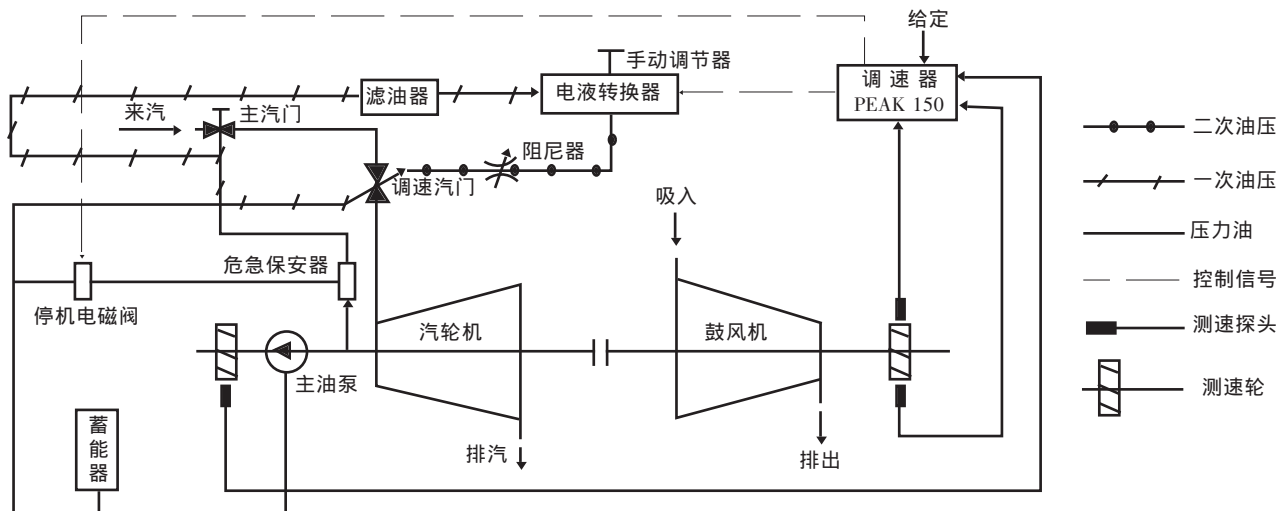 给定
手动调节器
调速器
PEAK 150
滤油器
电液转换器
来汽
主汽门
二次油压
阻尼器
调速汽门
一次油压
吸入
压力油
危急保安器
控制信号
停机电磁阀
测速探头
汽轮机
鼓风机
主油泵
测速轮
蓄
能
器
排汽
排出